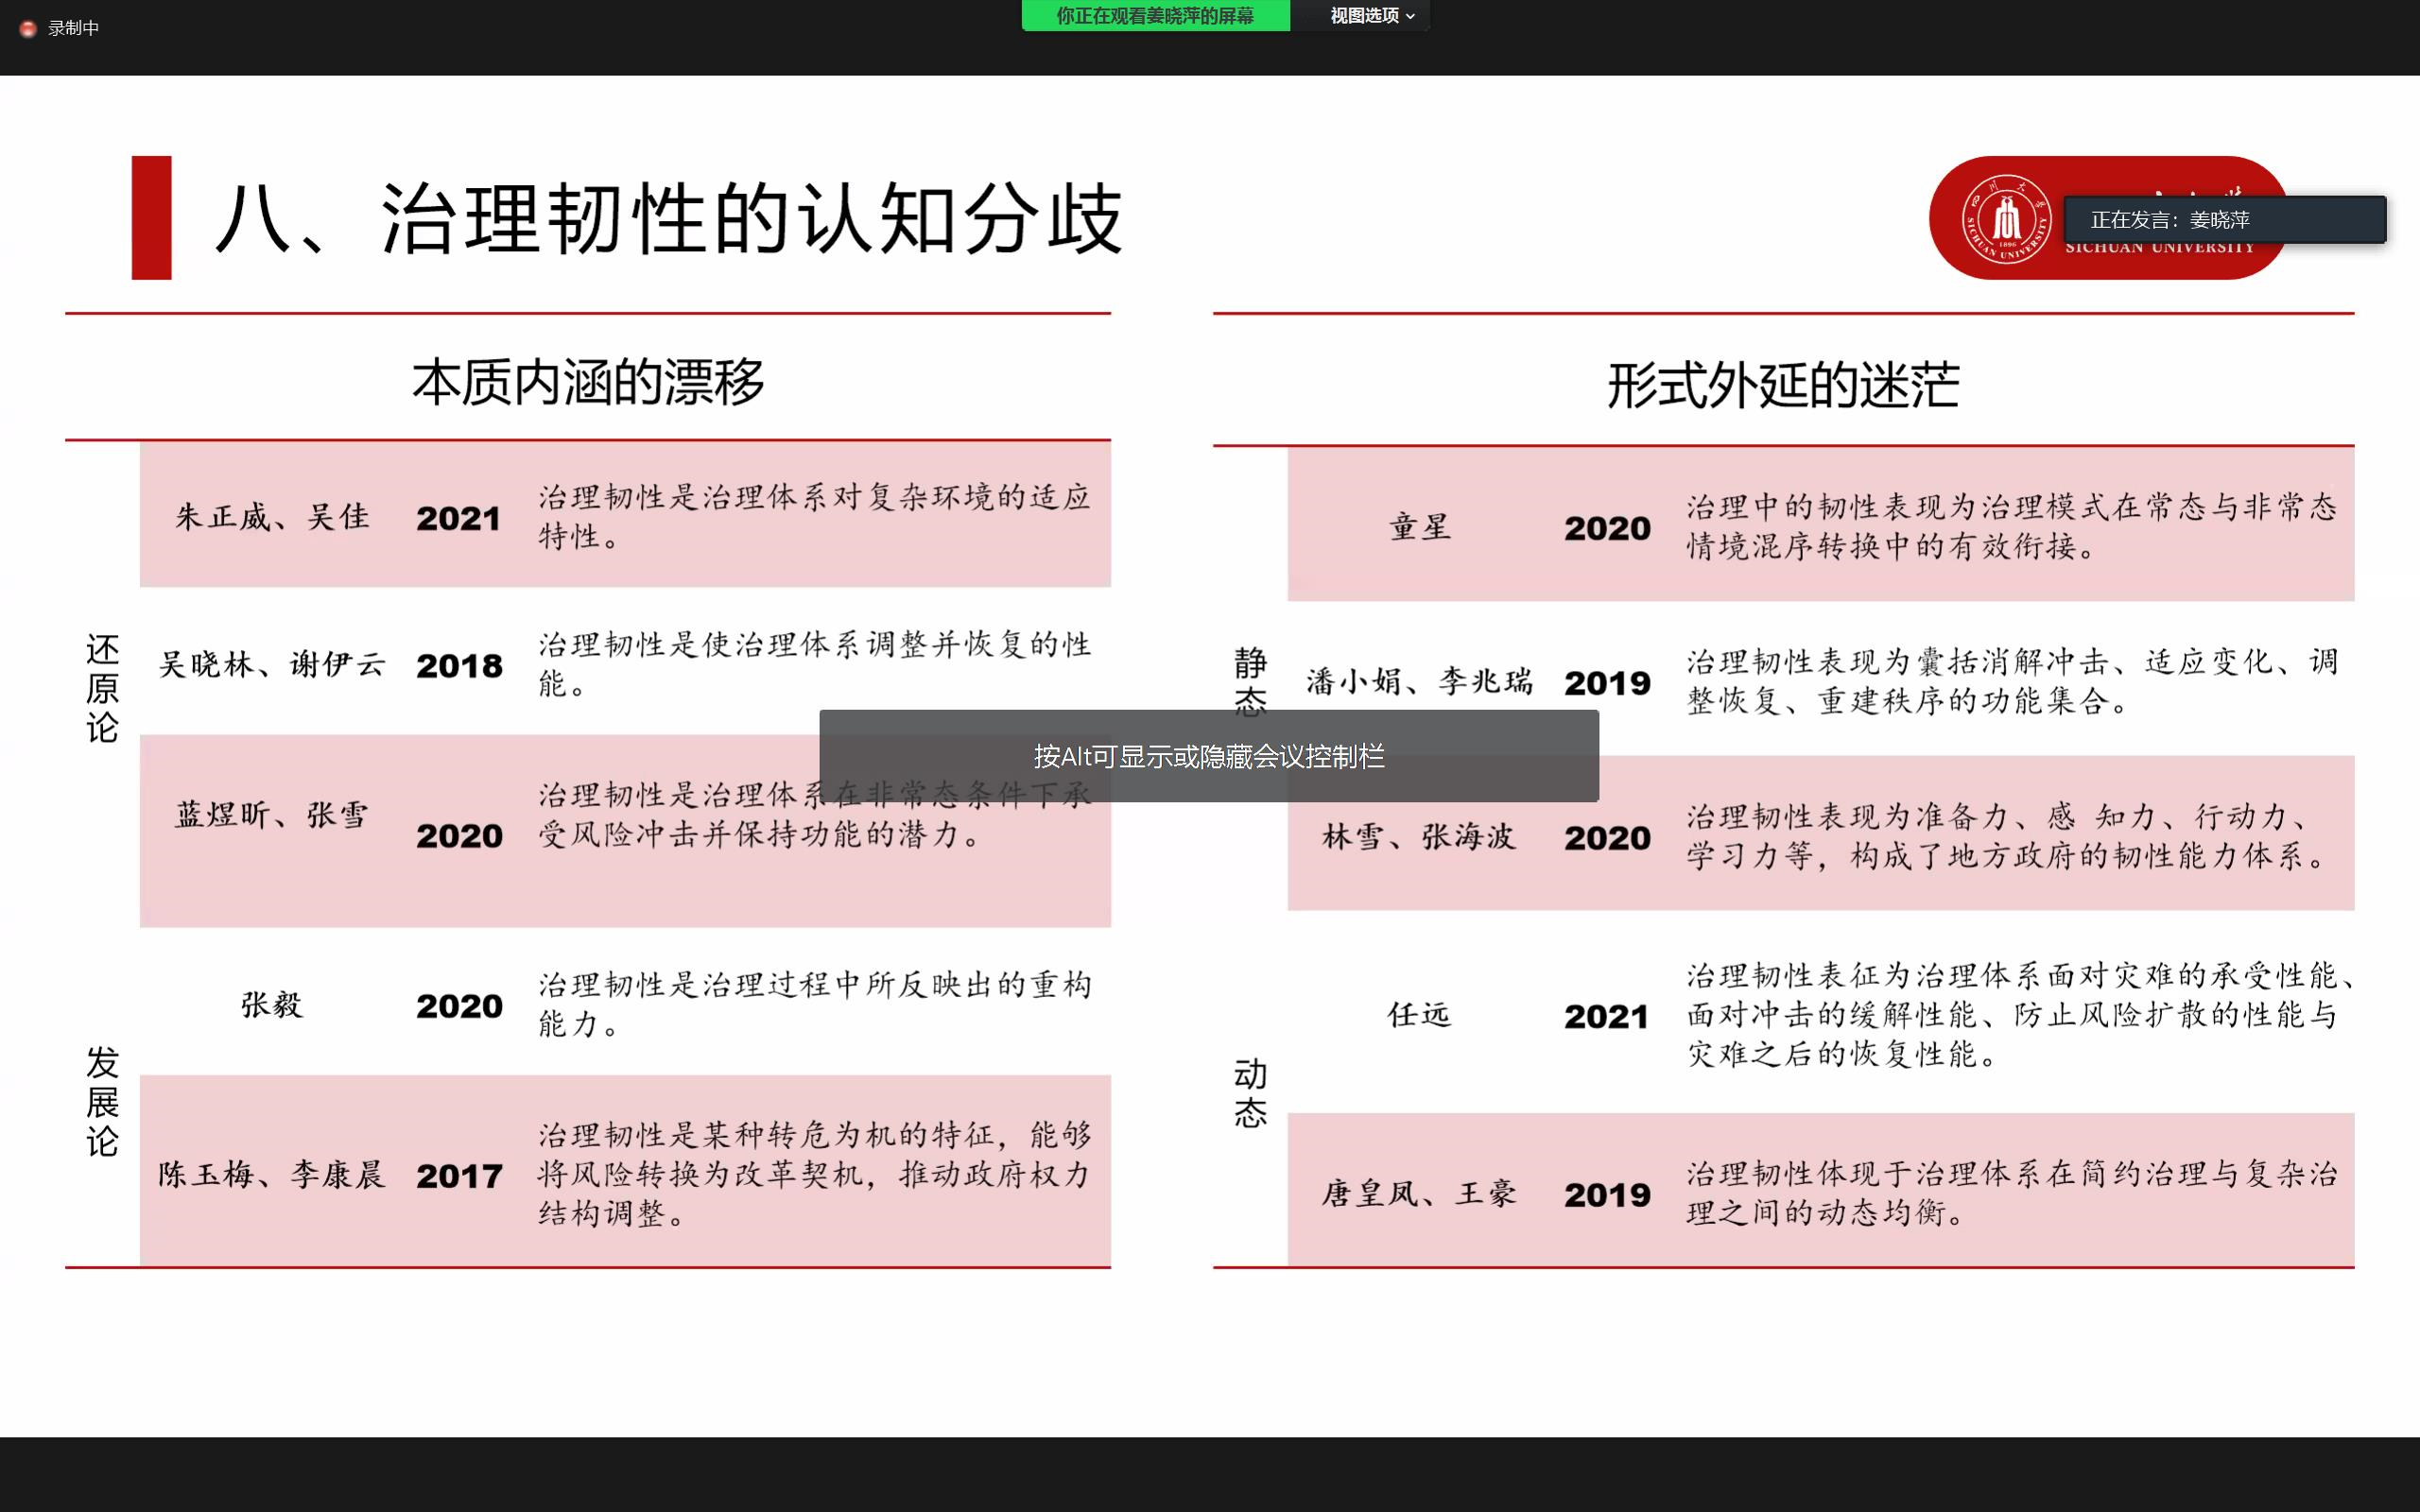 录制中
你正在观看姜晓萍的屏幕
视图选项
八、治理韧性的认知分歧
正在发言：姜晓萍
四川大学
SICHUAN UNIVERSITY
1896
SICHUAN UNIVERSITY
本质内涵的漂移
还原论
朱正威、吴佳
2021
治理韧性是治理体系对复杂环境的适应
特性。
吴晓林、谢伊云
2018
治理韧性是使治理体系调整并恢复的性
能。
蓝煜昕、张雪
2020
治理韧性是治理体系在非常态条件下承
受风险冲击并保持功能的潜力。
发展论
张毅
2020
治理韧性是治理过程中所反映出的重构
能力。
陈玉梅、李康晨
2017
治理韧性是某种转危为机的特征，能够
将风险转换为改革契机，推动政府权力
结构调整。
形式外延的迷茫
静态
童星
2020
治理中的韧性表现为治理模式在常态与非常态
情境混序转换中的有效衔接。
潘小娟、李兆瑞
2019
治理韧性表现为囊括消解冲击、适应变化、调
整恢复、重建秩序的功能集合。
林雪、张海波
2020
治理韧性表现为准备力、感 知力、行动力、
学习力等，构成了地方政府的韧性能力体系。
动态
任远
2021
治理韧性表征为治理体系面对灾难的承受性能、
面对冲击的缓解性能、防止风险扩散的性能与
灾难之后的恢复性能。
唐皇凤、王豪
2019
治理韧性体现于治理体系在简约治理与复杂治
理之间的动态均衡。
按Alt可显示或隐藏会议控制栏